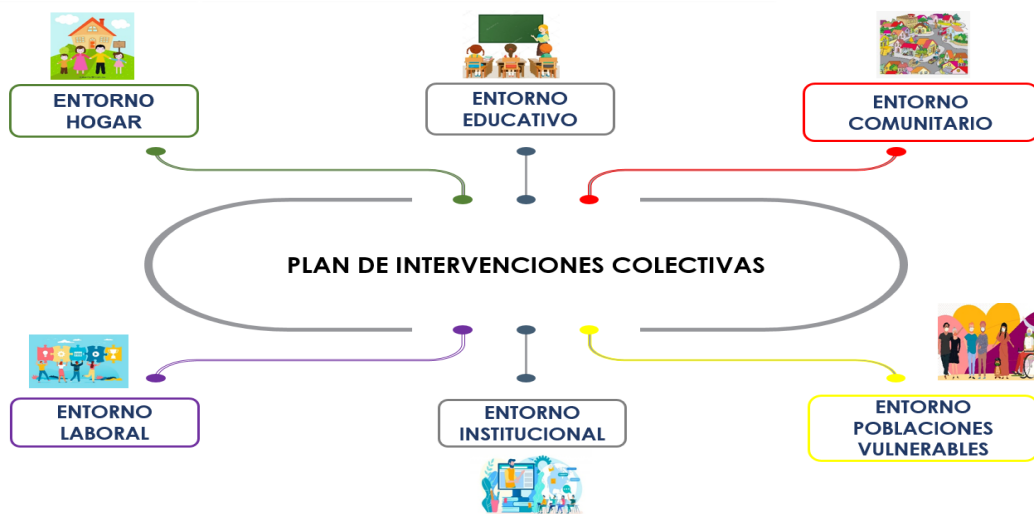 ENTORNO
HOGAR
ENTORNO
EDUCATIVO
ENTORNO
COMUNITARIO
PLAN DE INTERVENCIONES COLECTIVAS
ENTORNO
LABORAL
ENTORNO
INSTITUCIONAL
ENTORNO
POBLACIONES
VULNERABLES